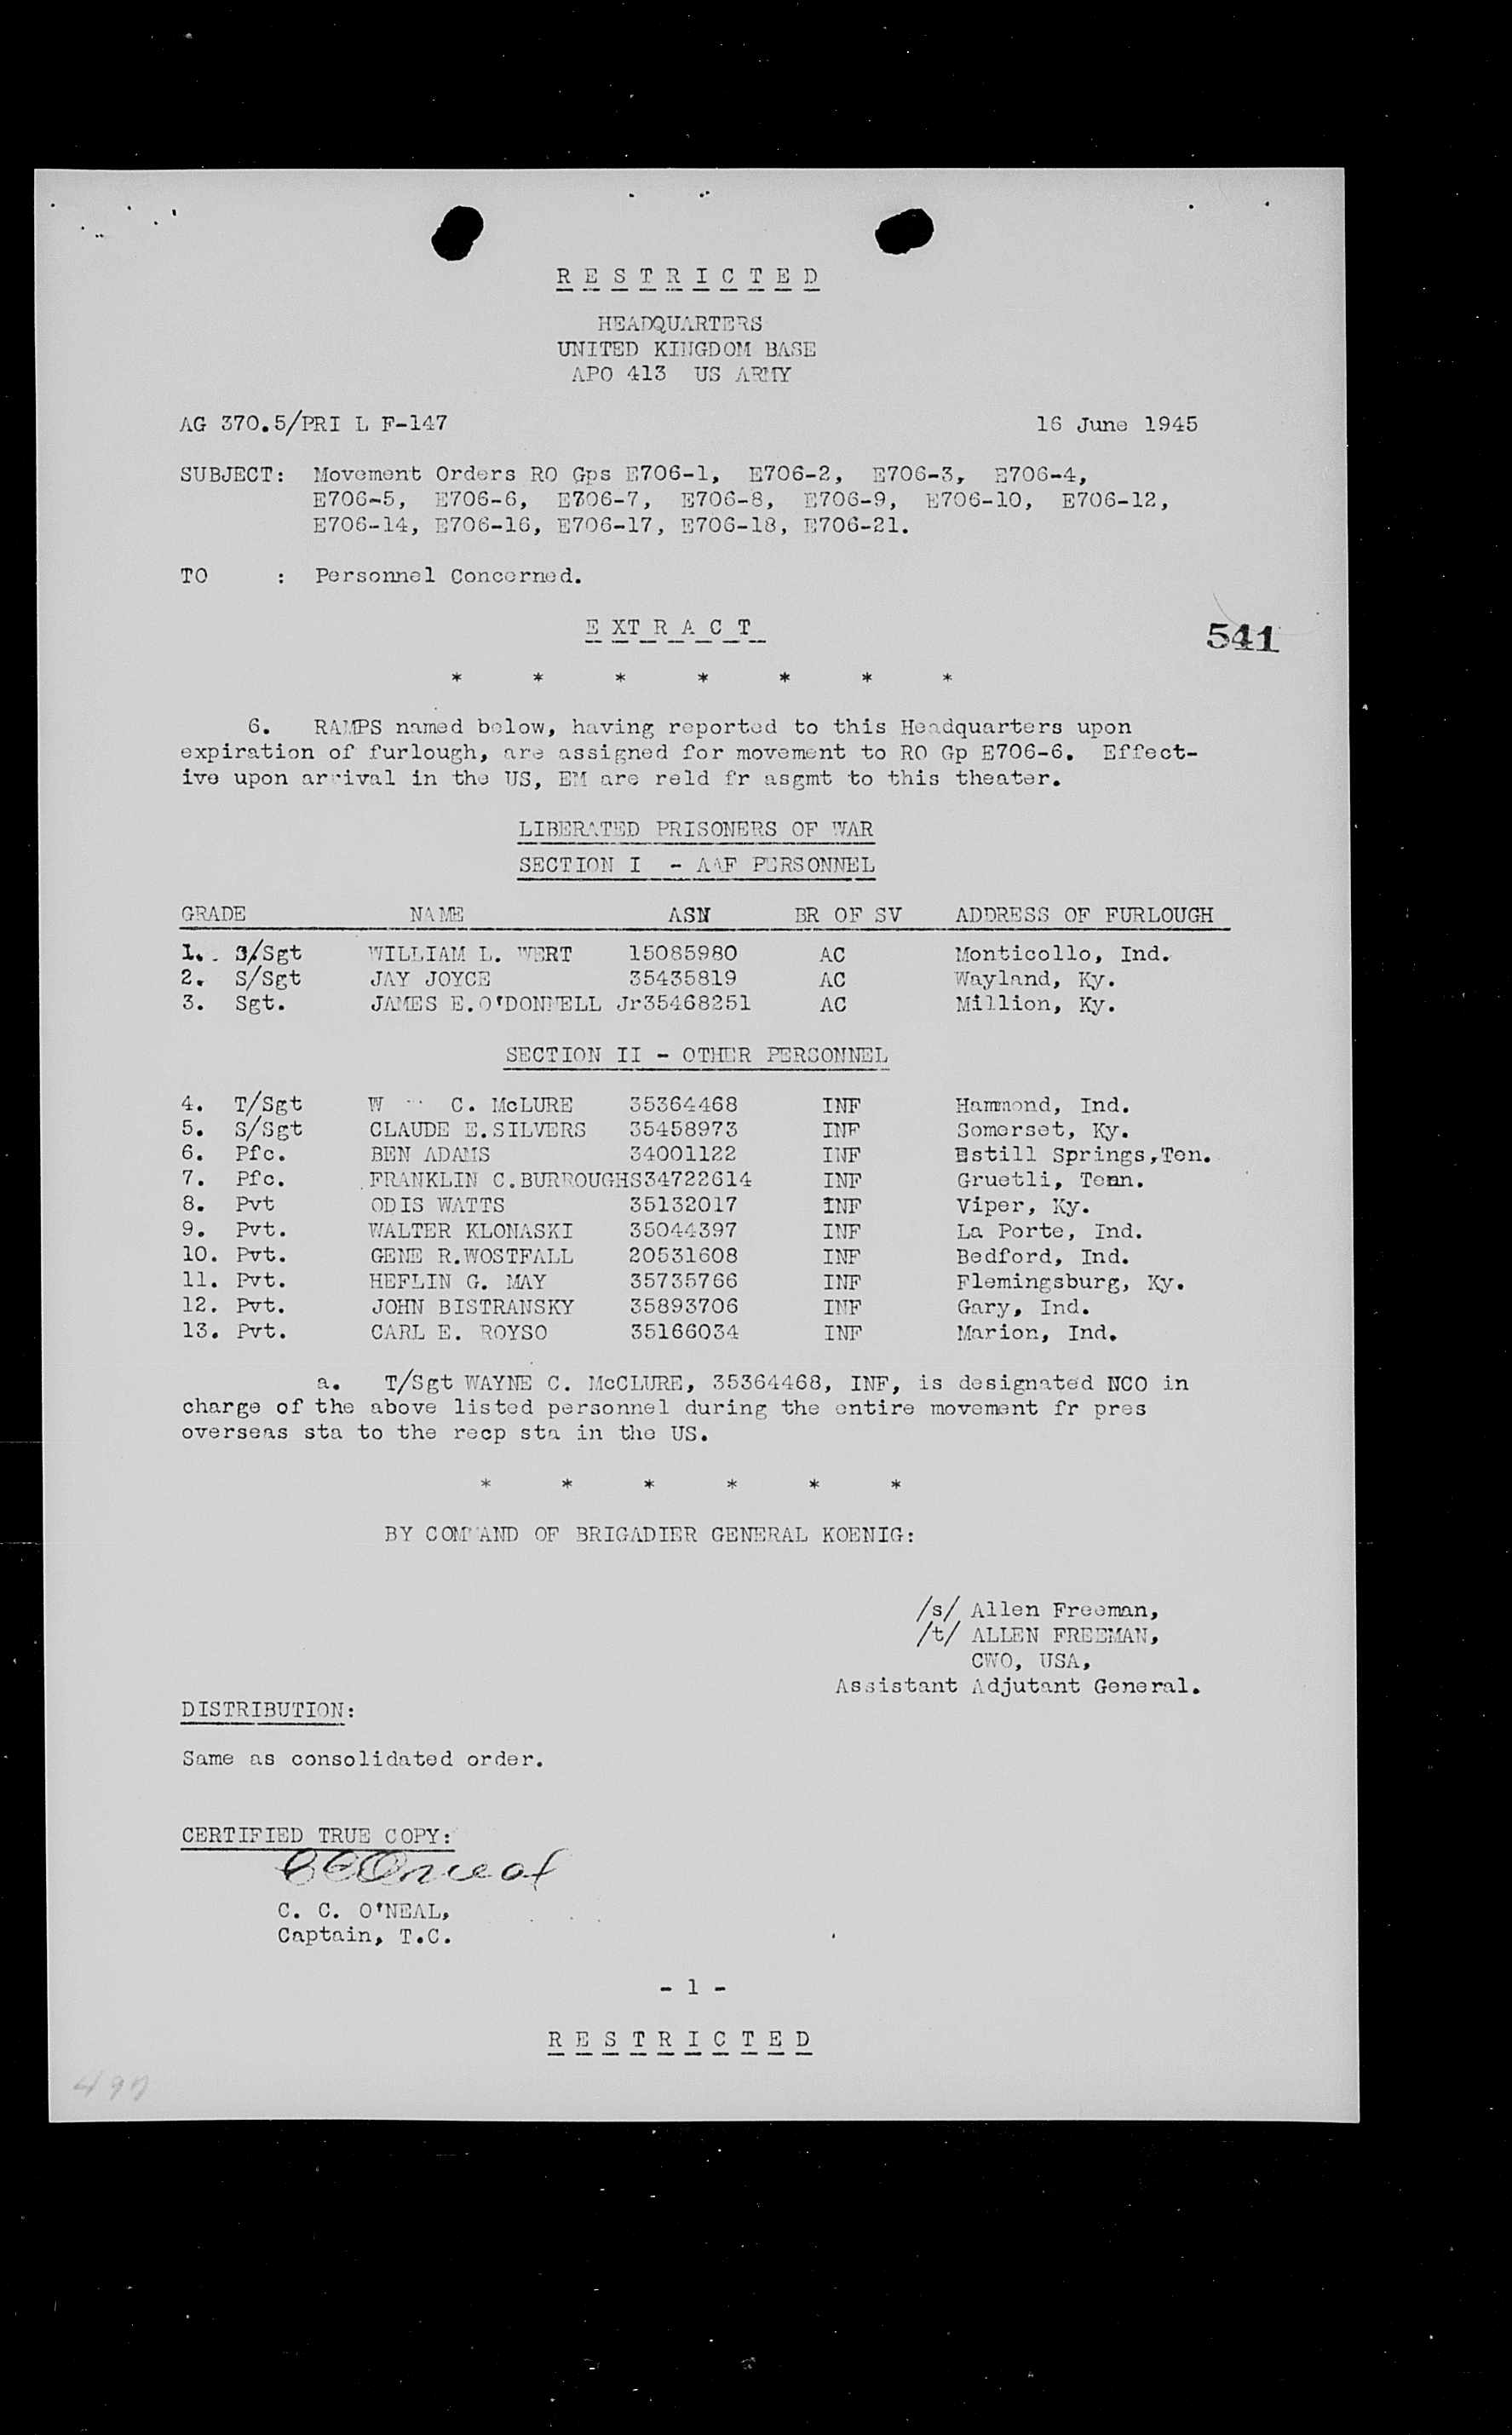 R E S T R I C T E D
HEADQUARTERS
UNITED KINGDOM BASE
APO 413 US ARMY
AG 370.5/PRI L F-147 16 June 1945
SUBJECT: Movement Orders RO Gps E706-1, E706-2, E706-3, E706-4,
E706-5, E706-6, E706-7, E706-8, E706-9, E706-10, E706-12,
E706-14, E706-16, E706-17, E706-18, E706-21.
TO : Personnel Concerned.
E XT R A C T
541
* * * * * * *
6. RAMPS named below, having reported to this Headquarters upon
expiration of furlough, are assigned for movement to RO Gp E706-6. Effect-
ive upon arrival in the US, EM are reld fr asgmt to this theater.
LIBERATED PRISONERS OF WAR
SECTION I - AAF PERSONNEL
GRADE NAME ASN BR OF SV ADDRESS OF FURLOUGH
1. S/Sgt WILLIAM L. WERT 15085980 AC Monticollo, Ind.
2. S/Sgt JAY JOYCE 35435819 AC Wayland, Ky.
3. Sgt. JAMES E.O'DONNELL Jr35468251 AC Million, Ky.
SECTION II - OTHER PERSONNEL
4. T/Sgt W C. McLURE 35364468 INF Hammond, Ind.
5. S/Sgt CLAUDE E.SILVERS 35458973 INF Somerset, Ky.
6. Pfc. BEN ADAMS 34001122 INF Estill Springs,Ten.
7. Pfc. FRANKLIN C.BURROUGHS34722614 INF Gruetli, Tenn.
8. Pvt ODIS WATTS 35132017 INF Viper, Ky.
9. Pvt. WALTER KLONASKI 35044397 INF La Porte, Ind.
10. Pvt. GENE R.WOSTFALL 20531608 INF Bedford, Ind.
11. Pvt. HEFLIN G. MAY 35735766 INF Flemingsburg, Ky.
12. Pvt. JOHN BISTRANSKY 35893706 INF Gary, Ind.
13. Pvt. CARL E. ROYSO 35166034 INF Marion, Ind.
a. T/Sgt WAYNE C. McCLURE, 35364468, INF, is designated NCO in
charge of the above listed personnel during the entire movement fr pres
overseas sta to the recp sta in the US.
* * * * * *
BY COMMAND OF BRIGADIER GENERAL KOENIG:
/s/ Allen Freeman,
/t/ ALLEN FREEMAN,
CWO, USA,
Assistant Adjutant General.
DISTRIBUTION:
Same as consolidated order.
CERTIFIED TRUE COPY:
C C O'Neal
C. C. O'NEAL,
Captain, T.C.
- 1 -
R E S T R I C T E D
497